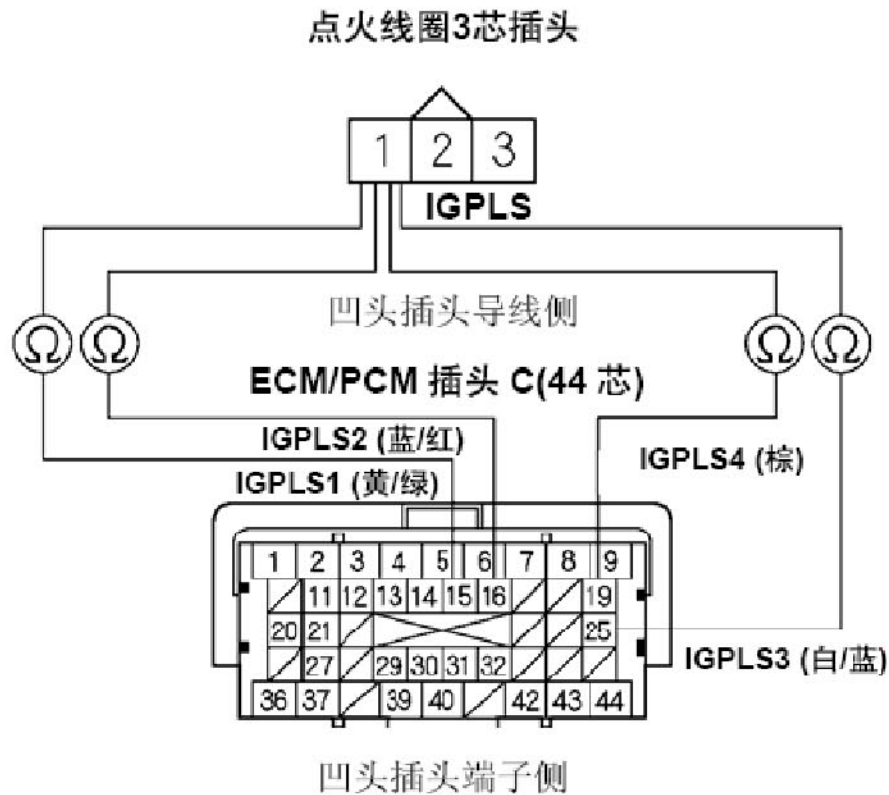 点火线圈3芯插头
1 2 3
IGPLS
凹头插头导线侧
Ω Ω Ω Ω
ECM/PCM 插头 C(44 芯)
IGPLS2 (蓝/红)
IGPLS4 (棕)
IGPLS1 (黄/绿)
1 2 3 4 5 6 7 8 9
11 12 13 14 15 16 19
20 21 25
IGPLS3 (白/蓝)
27 29 30 31 32
36 37 39 40 42 43 44
凹头插头端子侧